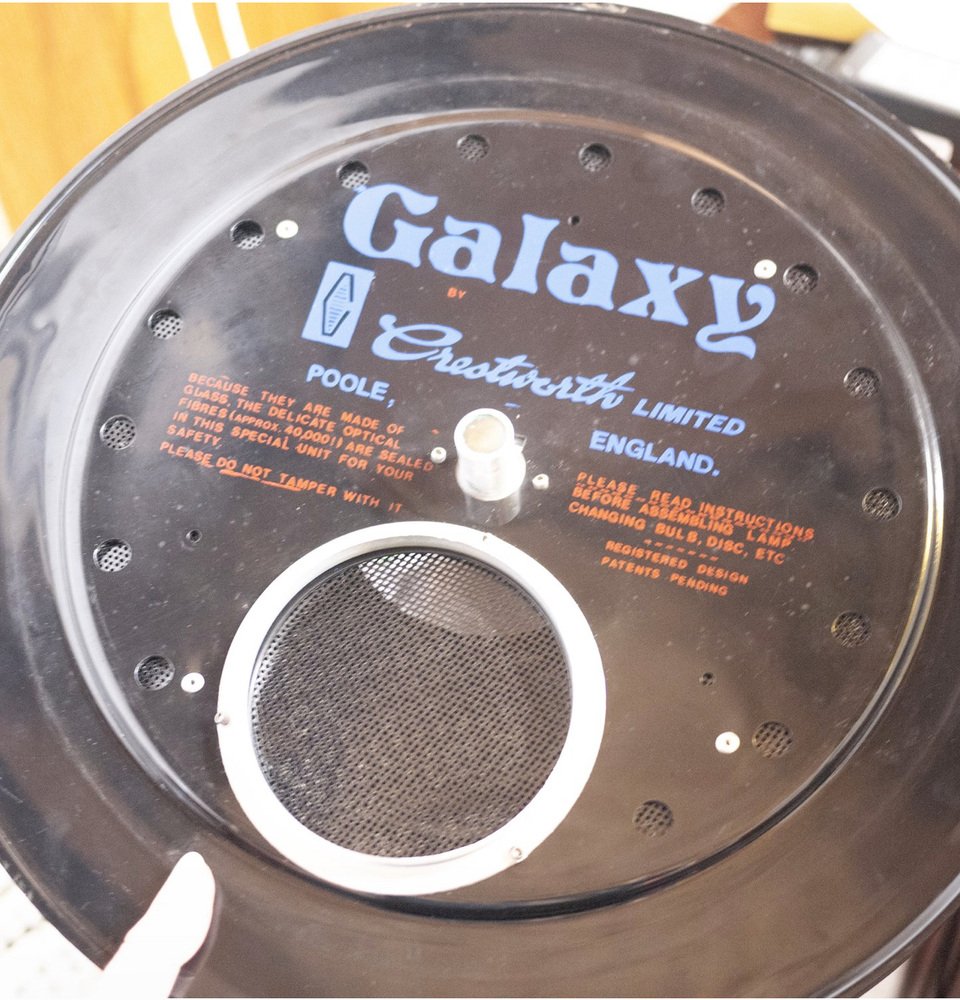 Galaxy
BY
Crestworth LIMITED
POOLE,
ENGLAND.
BECAUSE THEY ARE MADE OF
GLASS, THE DELICATE OPTICAL
FIBRES (APPROX. 40,000!) ARE SEALED
IN THIS SPECIAL UNIT FOR YOUR
SAFETY.
PLEASE DO NOT TAMPER WITH IT
PLEASE READ INSTRUCTIONS
BEFORE ASSEMBLING LAMP
CHANGING BULB, DISC, ETC
-------
REGISTERED DESIGN
PATENTS PENDING